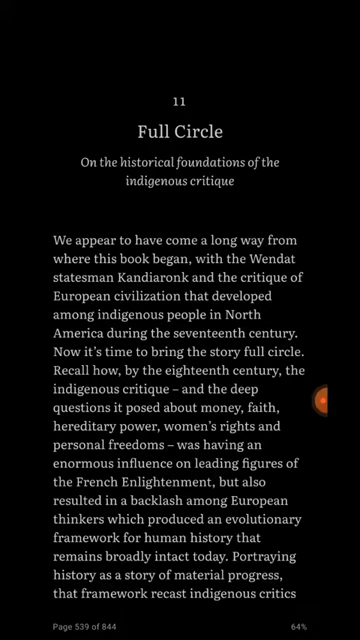 11
Full Circle
On the historical foundations of the
indigenous critique
We appear to have come a long way from
where this book began, with the Wendat
statesman Kandiaronk and the critique of
European civilization that developed
among indigenous people in North
America during the seventeenth century.
Now it's time to bring the story full circle.
Recall how, by the eighteenth century, the
indigenous critique – and the deep
questions it posed about money, faith,
hereditary power, women's rights and
personal freedoms – was having an
enormous influence on leading figures of
the French Enlightenment, but also
resulted in a backlash among European
thinkers which produced an evolutionary
framework for human history that
remains broadly intact today. Portraying
history as a story of material progress,
that framework recast indigenous critics
Page 539 of 844 64%